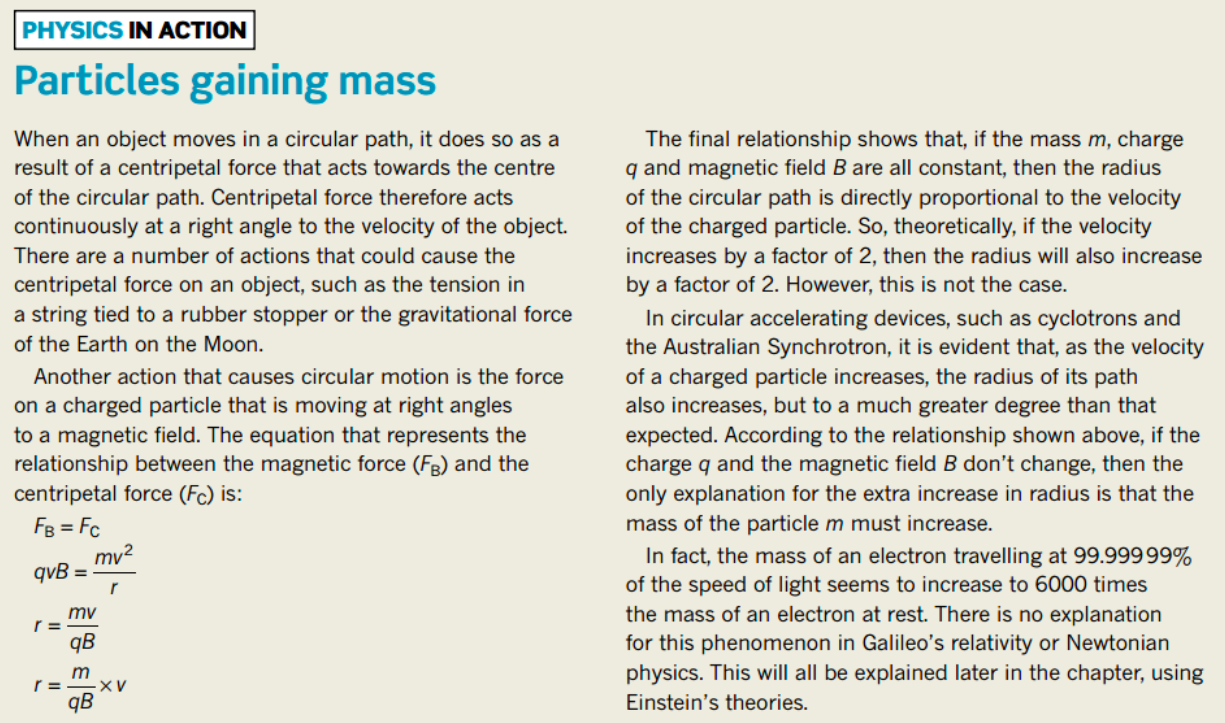 PHYSICS IN ACTION
Particles gaining mass
When an object moves in a circular path, it does so as a
result of a centripetal force that acts towards the centre
of the circular path. Centripetal force therefore acts
continuously at a right angle to the velocity of the object.
There are a number of actions that could cause the
centripetal force on an object, such as the tension in
a string tied to a rubber stopper or the gravitational force
of the Earth on the Moon.
Another action that causes circular motion is the force
on a charged particle that is moving at right angles
to a magnetic field. The equation that represents the
relationship between the magnetic force (F_B) and the
centripetal force (F_C) is:
F_B = F_C
qvB = mv²/r
r = mv/qB
r = m/qB × v
The final relationship shows that, if the mass m, charge
q and magnetic field B are all constant, then the radius
of the circular path is directly proportional to the velocity
of the charged particle. So, theoretically, if the velocity
increases by a factor of 2, then the radius will also increase
by a factor of 2. However, this is not the case.
In circular accelerating devices, such as cyclotrons and
the Australian Synchrotron, it is evident that, as the velocity
of a charged particle increases, the radius of its path
also increases, but to a much greater degree than that
expected. According to the relationship shown above, if the
charge q and the magnetic field B don't change, then the
only explanation for the extra increase in radius is that the
mass of the particle m must increase.
In fact, the mass of an electron travelling at 99.999 99%
of the speed of light seems to increase to 6000 times
the mass of an electron at rest. There is no explanation
for this phenomenon in Galileo's relativity or Newtonian
physics. This will all be explained later in the chapter, using
Einstein's theories.